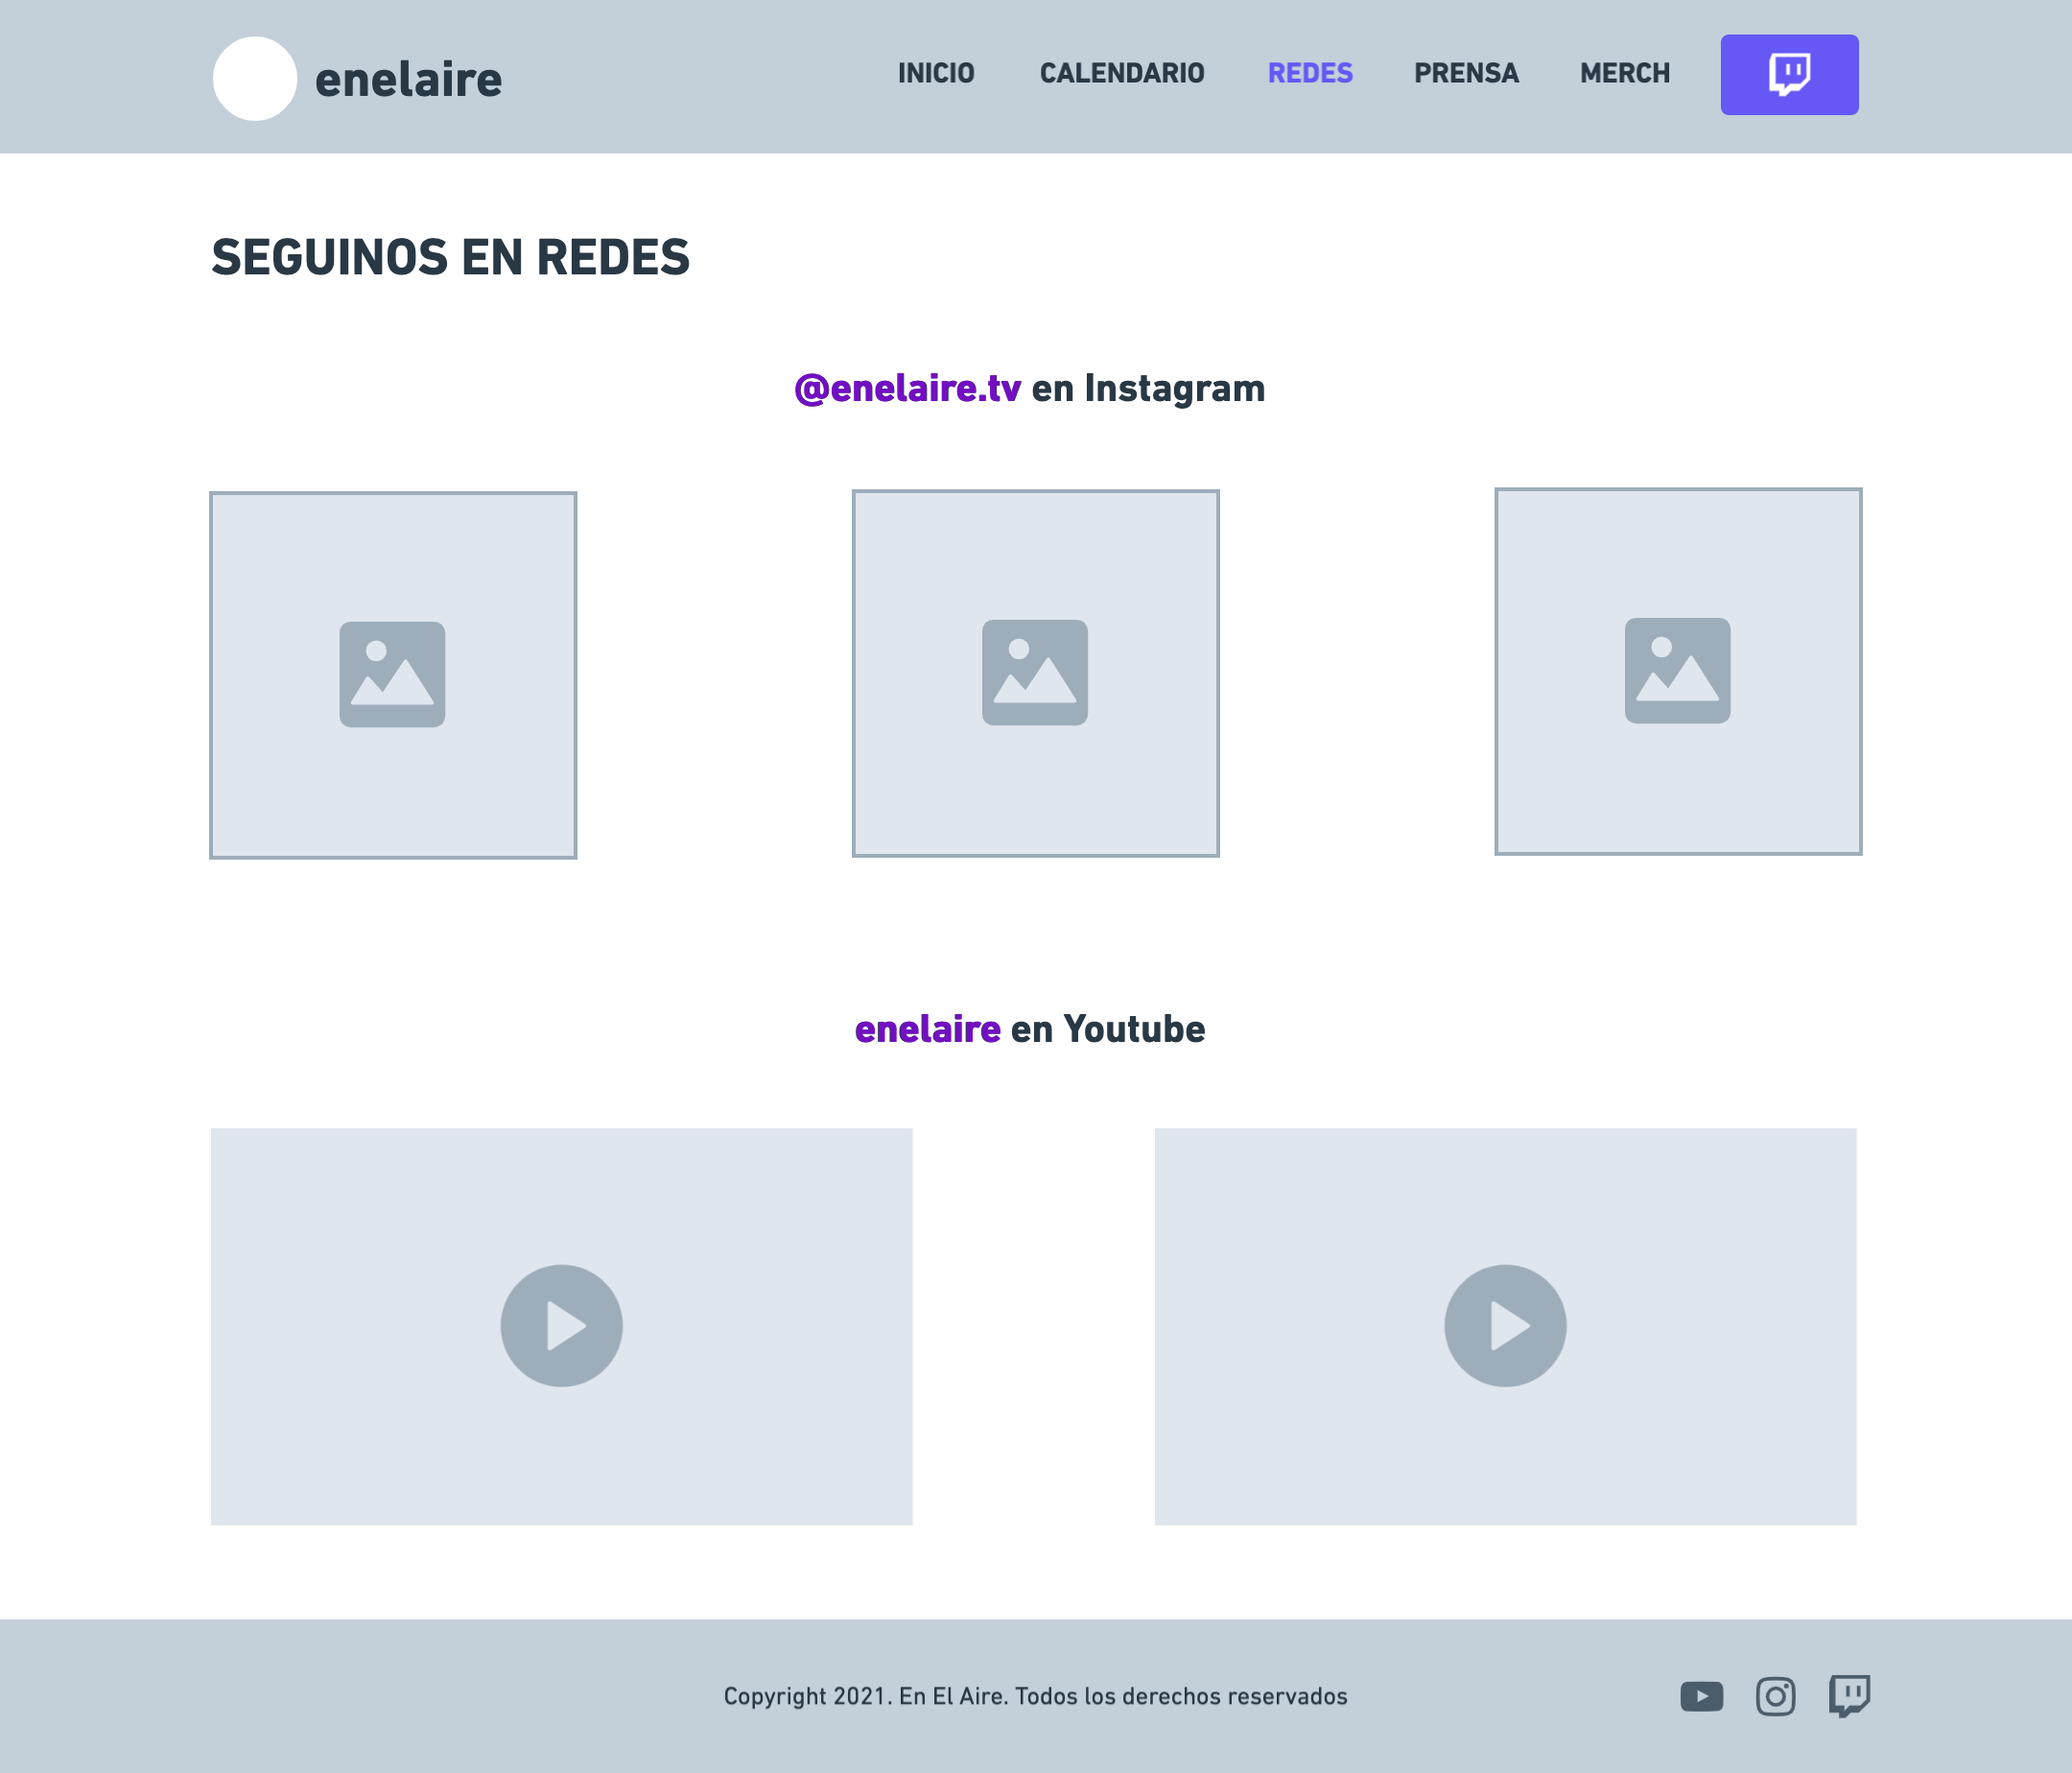 enelaire
INICIO CALENDARIO REDES PRENSA MERCH
SEGUINOS EN REDES
@enelaire.tv en Instagram
enelaire en Youtube
Copyright 2021. En El Aire. Todos los derechos reservados